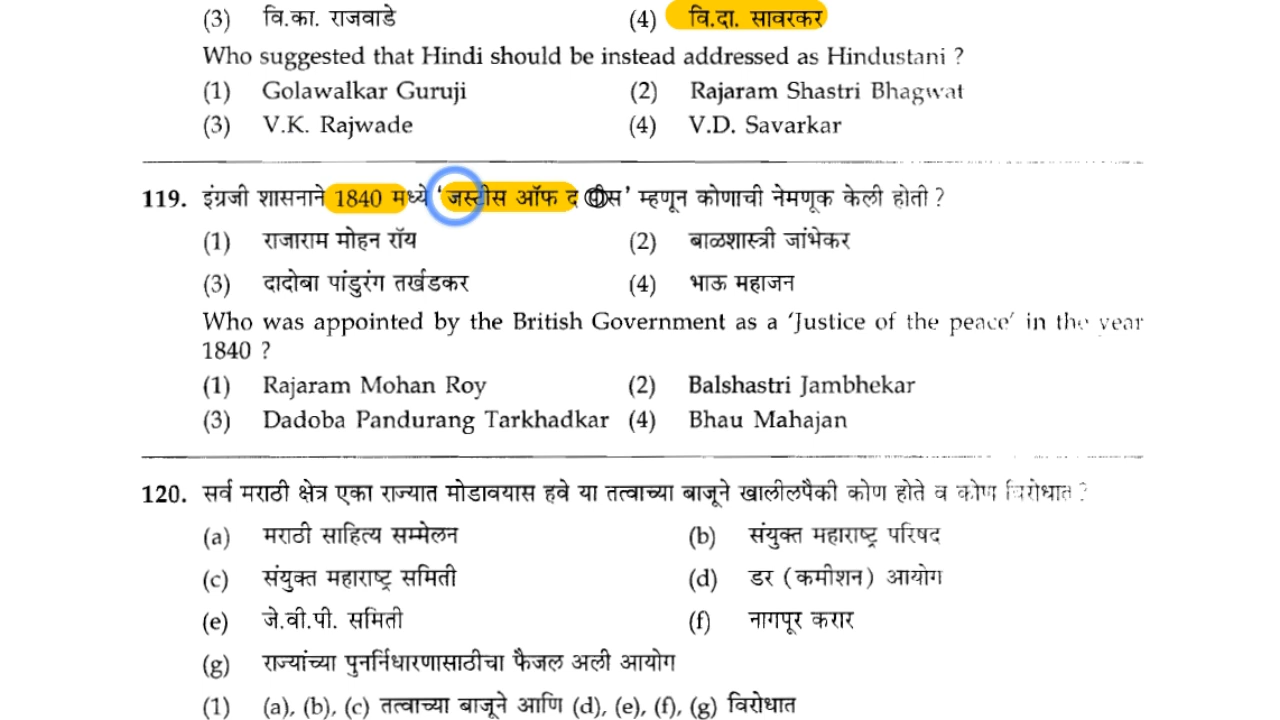 (3) वि.का. राजवाडे (4) वि.दा. सावरकर
Who suggested that Hindi should be instead addressed as Hindustani ?
(1) Golawalkar Guruji (2) Rajaram Shastri Bhagwat
(3) V.K. Rajwade (4) V.D. Savarkar
119. इंग्रजी शासनाने 1840 मध्ये ‘जस्टीस ऑफ द पीस’ म्हणून कोणाची नेमणूक केली होती ?
(1) राजाराम मोहन रॉय (2) बाळशास्त्री जांभेकर
(3) दादोबा पांडुरंग तर्खडकर (4) भाऊ महाजन
Who was appointed by the British Government as a ‘Justice of the peace’ in the year
1840 ?
(1) Rajaram Mohan Roy (2) Balshastri Jambhekar
(3) Dadoba Pandurang Tarkhadkar (4) Bhau Mahajan
120. सर्व मराठी क्षेत्र एका राज्यात मोडावयास हवे या तत्वाच्या बाजूने खालीलपैकी कोण होते व कोण विरोधात ?
(a) मराठी साहित्य सम्मेलन (b) संयुक्त महाराष्ट्र परिषद
(c) संयुक्त महाराष्ट्र समिती (d) डर (कमीशन) आयोग
(e) जे.वी.पी. समिती (f) नागपूर करार
(g) राज्यांच्या पुनर्निधारणासाठीचा फैजल अली आयोग
(1) (a), (b), (c) तत्वाच्या बाजूने आणि (d), (e), (f), (g) विरोधात